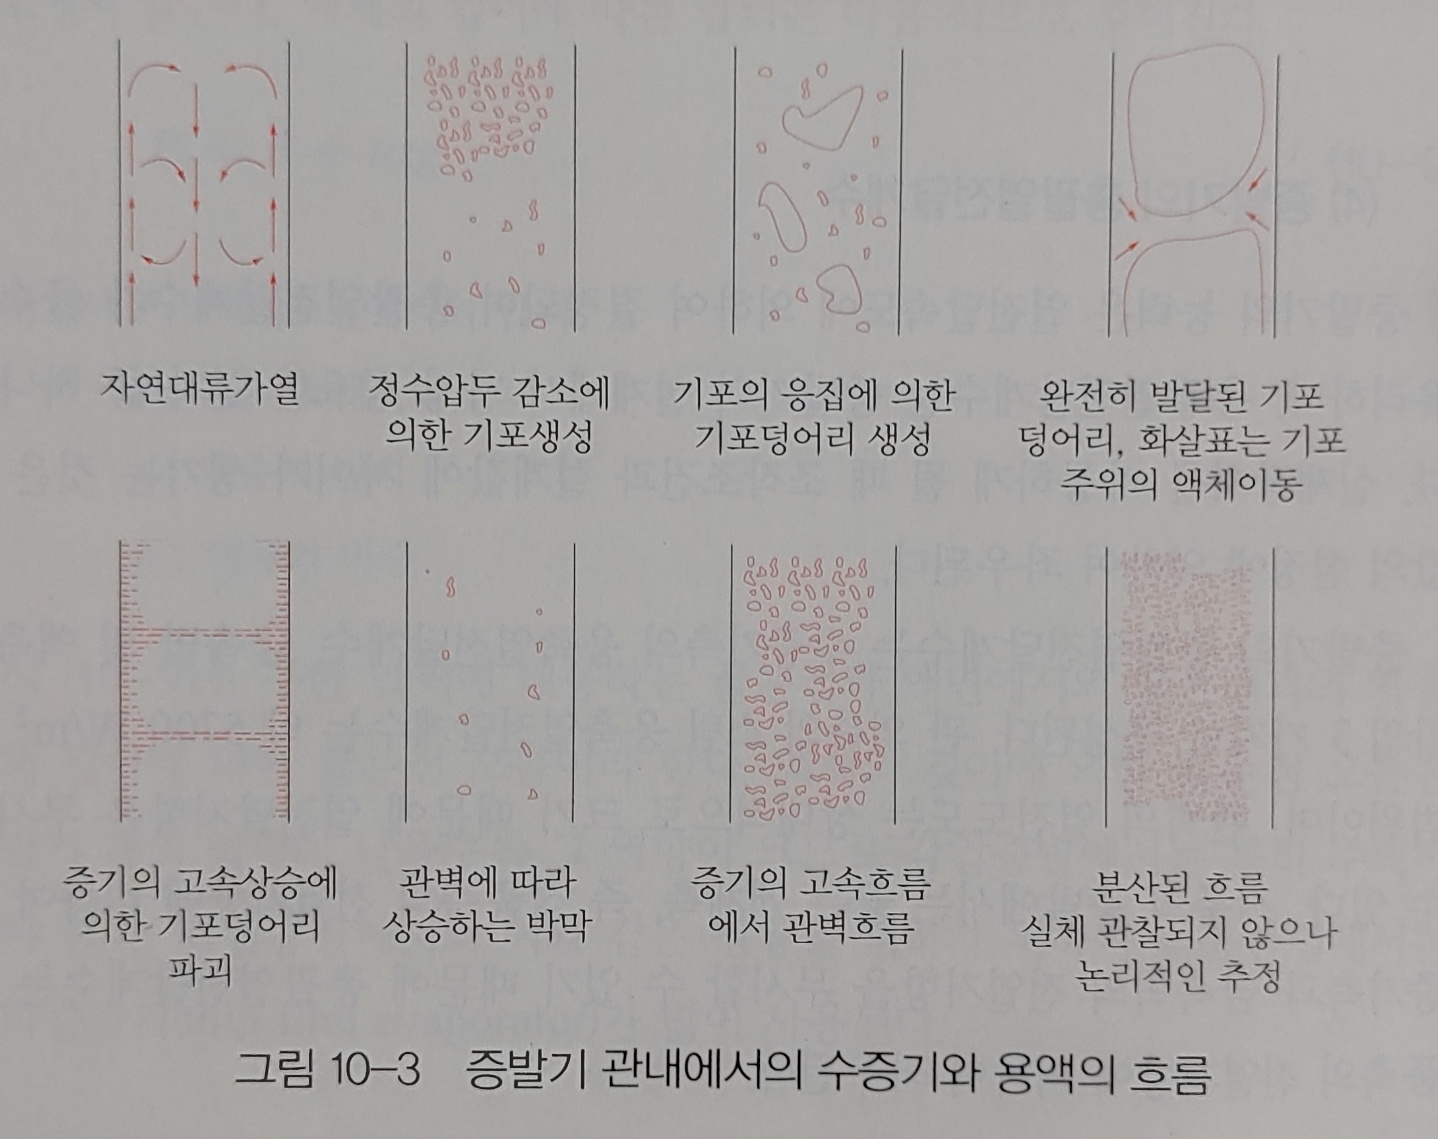 자연대류가열
정수압두 감소에
의한 기포생성
기포의 응집에 의한
기포덩어리 생성
완전히 발달된 기포
덩어리, 화살표는 기포
주위의 액체이동
증기의 고속상승에
의한 기포덩어리
파괴
관벽에 따라
상승하는 박막
증기의 고속흐름
에서 관벽흐름
분산된 흐름
실체 관찰되지 않으나
논리적인 추정
그림 10-3 증발기 관내에서의 수증기와 용액의 흐름